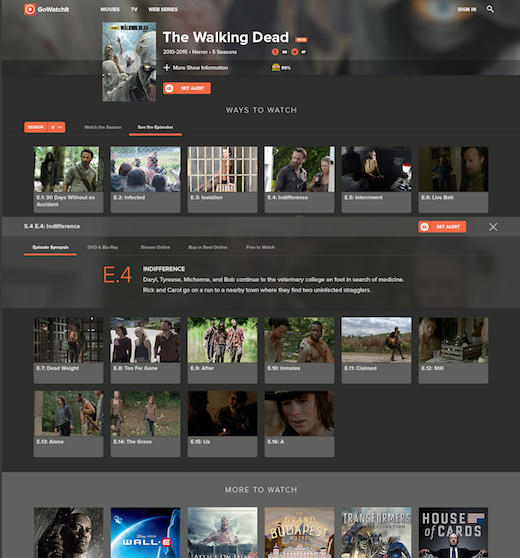 GoWatchIt
MOVIES TV WEB SERIES
SIGN IN
The Walking Dead
2010-2015 • Horror • 5 Seasons
+ More Show Information
90%
SET ALERT
WAYS TO WATCH
SEASON 4
Watch the Season
See the Episodes
E.1: 30 Days Without an
Accident
E.2: Infected
E.3: Isolation
E.4: Indifference
E.5: Internment
E.6: Live Bait
S.4 E.4: Indifference
SET ALERT
Episode Synopsis
DVD & Blu-Ray
Stream Online
Buy or Rent Online
Free to Watch
E.4
INDIFFERENCE
Daryl, Tyreese, Michonne, and Bob continue to the veterinary college on foot in search of medicine.
Rick and Carol go on a run to a nearby town where they find two uninfected stragglers.
E.7: Dead Weight
E.8: Too Far Gone
E.9: After
E.10: Inmates
E.11: Claimed
E.12: Still
E.13: Alone
E.14: The Grove
E.15: Us
E.16: A
MORE TO WATCH
WALL•E
ATTACK ON TITAN
GRAND
BUDAPEST
HOTEL
TRANSFORMERS
HOUSE of
CARDS